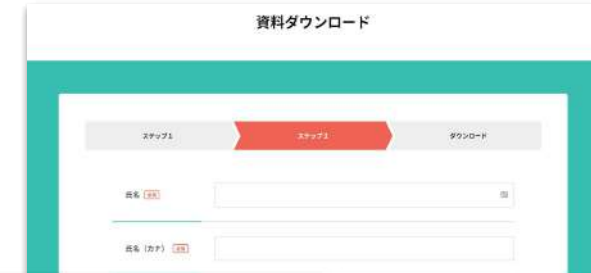 資料ダウンロード
ステップ1
ステップ2
ダウンロード
氏名 必須
氏名（カナ） 必須